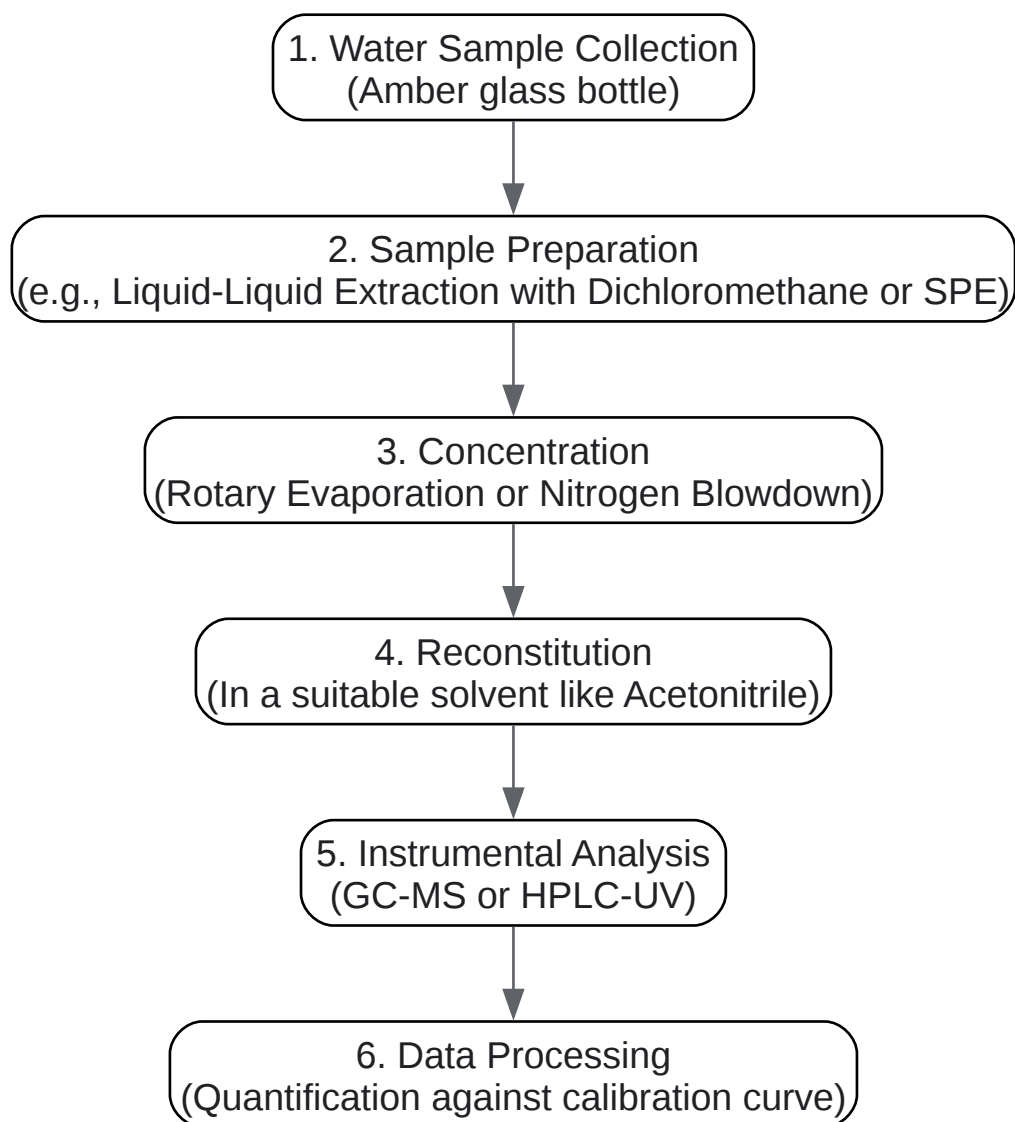 1. Water Sample Collection
(Amber glass bottle)
2. Sample Preparation
(e.g., Liquid-Liquid Extraction with Dichloromethane or SPE)
3. Concentration
(Rotary Evaporation or Nitrogen Blowdown)
4. Reconstitution
(In a suitable solvent like Acetonitrile)
5. Instrumental Analysis
(GC-MS or HPLC-UV)
6. Data Processing
(Quantification against calibration curve)